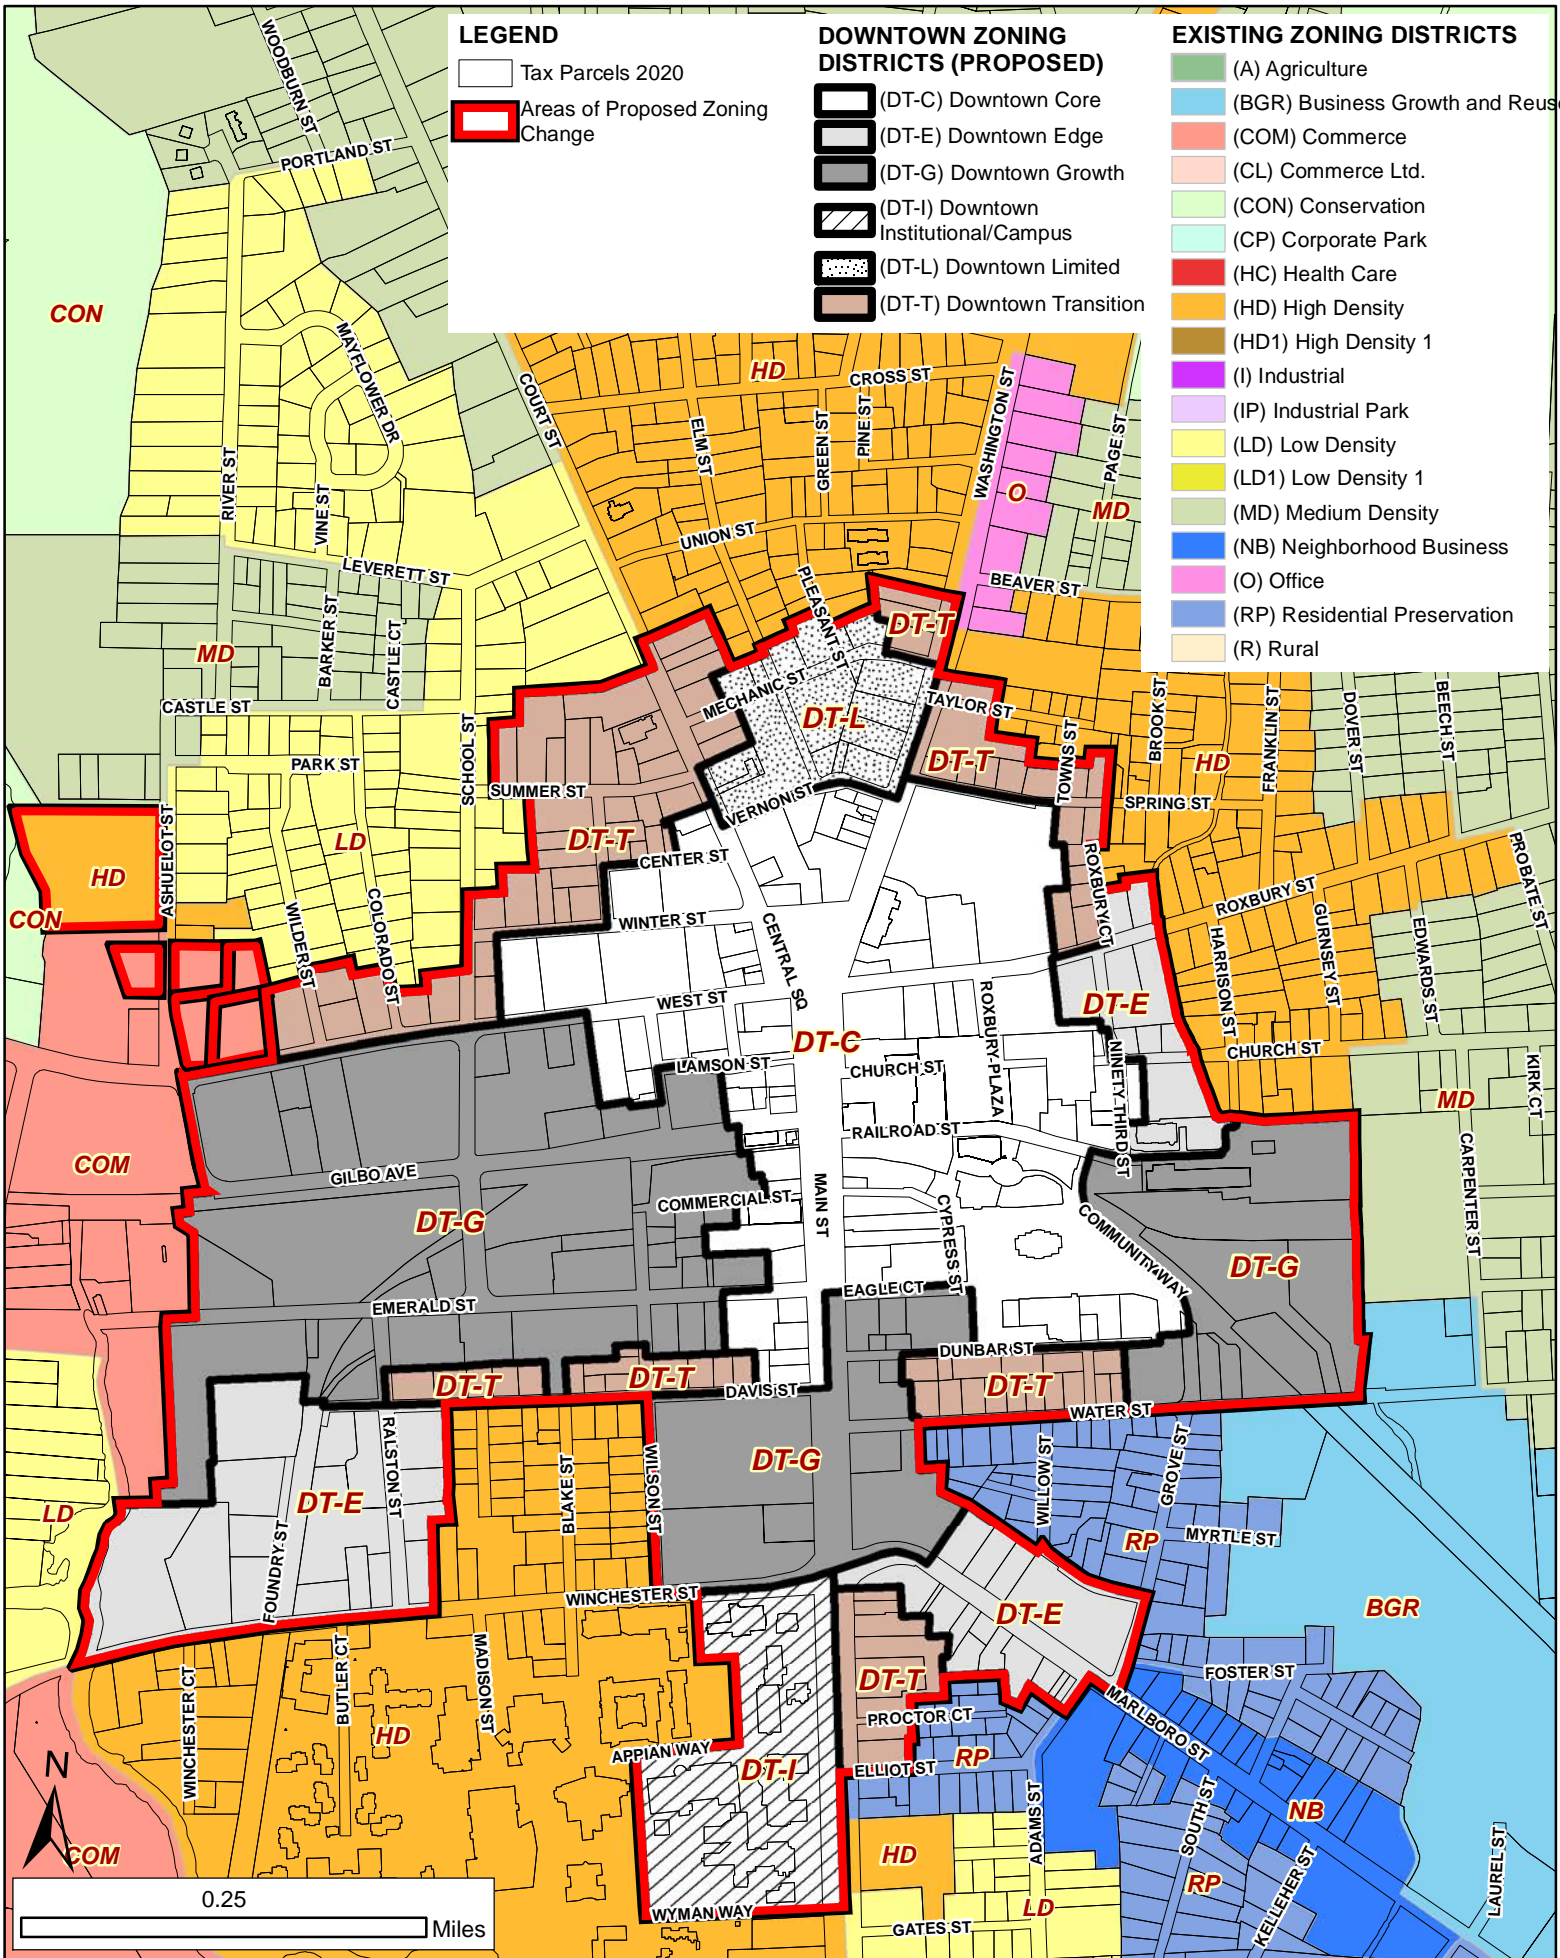 LEGEND
Tax Parcels 2020
Areas of Proposed Zoning
Change
DOWNTOWN ZONING
DISTRICTS (PROPOSED)
(DT-C) Downtown Core
(DT-E) Downtown Edge
(DT-G) Downtown Growth
(DT-I) Downtown
Institutional/Campus
(DT-L) Downtown Limited
(DT-T) Downtown Transition
EXISTING ZONING DISTRICTS
(A) Agriculture
(BGR) Business Growth and Reuse
(COM) Commerce
(CL) Commerce Ltd.
(CON) Conservation
(CP) Corporate Park
(HC) Health Care
(HD) High Density
(HD1) High Density 1
(I) Industrial
(IP) Industrial Park
(LD) Low Density
(LD1) Low Density 1
(MD) Medium Density
(NB) Neighborhood Business
(O) Office
(RP) Residential Preservation
(R) Rural
WOODBURN ST
PORTLAND ST
CON
MAYFLOWER DR
COURT ST
HD
CROSS ST
WASHINGTON ST
ELM ST
GREEN ST
PINE ST
PAGE ST
RIVER ST
VINE ST
O
MD
UNION ST
LEVERETT ST
PLEASANT ST
BEAVER ST
BARKER ST
CASTLE CT
DT-T
MD
MECHANIC ST
CASTLE ST
DT-L
TAYLOR ST
BROOK ST
FRANKLIN ST
DOVER ST
BEECH ST
SCHOOL ST
PARK ST
DT-T
TOWNS ST
HD
SUMMER ST
VERNON ST
SPRING ST
ASHUELOT ST
LD
DT-T
CENTER ST
ROXBURY CT
PROBATE ST
HD
CON
WILDER ST
COLORADO ST
WINTER ST
CENTRAL SQ
ROXBURY ST
HARRISON ST
GURNSEY ST
EDWARDS ST
WEST ST
ROXBURY PLAZA
DT-E
DT-C
LAMSON ST
CHURCH ST
NINETY THIRD ST
CHURCH ST
KIRK CT
MD
COM
RAILROAD ST
CARPENTER ST
GILBO AVE
DT-G
COMMERCIAL ST
MAIN ST
CYPRESS ST
COMMUNITY WAY
DT-G
EMERALD ST
EAGLE CT
DUNBAR ST
DT-T
DT-T
DAVIS ST
DT-T
WATER ST
RALSTON ST
BLAKE ST
WILSON ST
DT-G
WILLOW ST
GROVE ST
LD
DT-E
FOUNDRY ST
RP
MYRTLE ST
WINCHESTER ST
DT-E
BGR
WINCHESTER CT
BUTLER CT
MADISON ST
HD
DT-T
FOSTER ST
PROCTOR CT
MARLBORO ST
APPIAN WAY
DT-I
ELLIOT ST
RP
N
COM
ADAMS ST
SOUTH ST
NB
HD
RP
KELLEHER ST
LAUREL ST
LD
WYMAN WAY
GATES ST
0.25
Miles